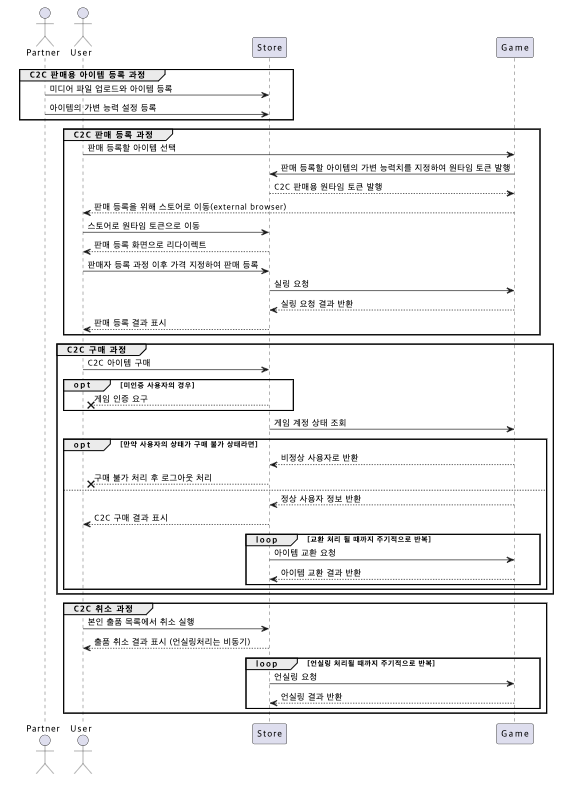 Partner
User
Store
Game
C2C 판매용 아이템 등록 과정
미디어 파일 업로드와 아이템 등록
아이템의 가변 능력 설정 등록
C2C 판매 등록 과정
판매 등록할 아이템 선택
판매 등록할 아이템의 가변 능력치를 지정하여 원타임 토큰 발행
C2C 판매용 원타임 토큰 발행
판매 등록을 위해 스토어로 이동(external browser)
스토어로 원타임 토큰으로 이동
판매 등록 화면으로 리다이렉트
판매자 등록 과정 이후 가격 지정하여 판매 등록
실링 요청
실링 요청 결과 반환
판매 등록 결과 표시
C2C 구매 과정
C2C 아이템 구매
opt [미인증 사용자의 경우]
게임 인증 요구
게임 계정 상태 조회
opt [만약 사용자의 상태가 구매 불가 상태라면]
비정상 사용자로 반환
구매 불가 처리 후 로그아웃 처리
정상 사용자 정보 반환
C2C 구매 결과 표시
loop [교환 처리 될 때까지 주기적으로 반복]
아이템 교환 요청
아이템 교환 결과 반환
C2C 취소 과정
본인 출품 목록에서 취소 실행
출품 취소 결과 표시 (언실링처리는 비동기)
loop [언실링 처리될 때까지 주기적으로 반복]
언실링 요청
언실링 결과 반환
Partner
User
Store
Game